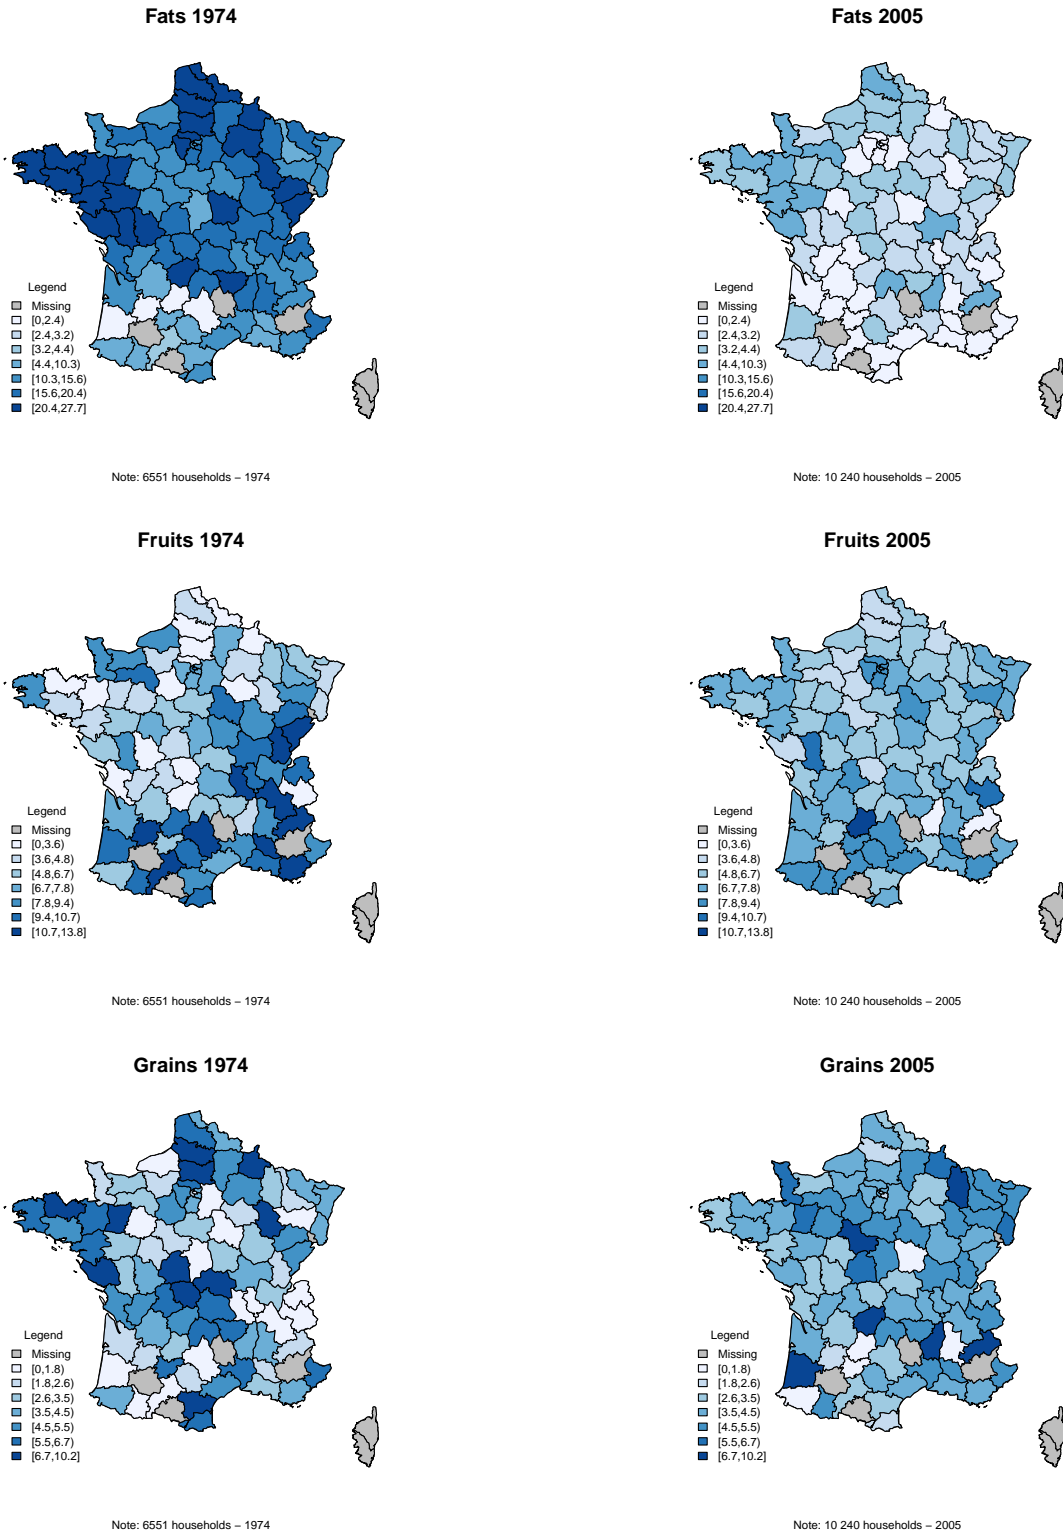 Fats 1974
Legend
Missing
[0,2.4)
[2.4,3.2)
[3.2,4.4)
[4.4,10.3)
[10.3,15.6)
[15.6,20.4)
[20.4,27.7]
Note: 6551 households – 1974
Fats 2005
Legend
Missing
[0,2.4)
[2.4,3.2)
[3.2,4.4)
[4.4,10.3)
[10.3,15.6)
[15.6,20.4)
[20.4,27.7]
Note: 10 240 households – 2005
Fruits 1974
Legend
Missing
[0,3.6)
[3.6,4.8)
[4.8,6.7)
[6.7,7.8)
[7.8,9.4)
[9.4,10.7)
[10.7,13.8]
Note: 6551 households – 1974
Fruits 2005
Legend
Missing
[0,3.6)
[3.6,4.8)
[4.8,6.7)
[6.7,7.8)
[7.8,9.4)
[9.4,10.7)
[10.7,13.8]
Note: 10 240 households – 2005
Grains 1974
Legend
Missing
[0,1.8)
[1.8,2.6)
[2.6,3.5)
[3.5,4.5)
[4.5,5.5)
[5.5,6.7)
[6.7,10.2]
Note: 6551 households – 1974
Grains 2005
Legend
Missing
[0,1.8)
[1.8,2.6)
[2.6,3.5)
[3.5,4.5)
[4.5,5.5)
[5.5,6.7)
[6.7,10.2]
Note: 10 240 households – 2005